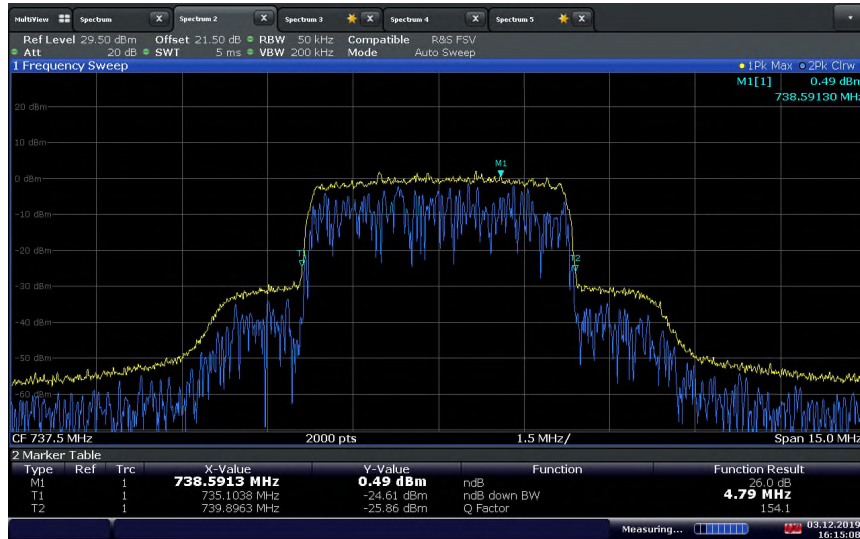 MultiView Spectrum X Spectrum 2 X Spectrum 3 X Spectrum 4 X Spectrum 5 X
Ref Level 29.50 dBm Offset 21.50 dB RBW 50 kHz Compatible R&S FSV
Att 20 dB SWT 5 ms VBW 200 kHz Mode Auto Sweep
1 Frequency Sweep 1Pk Max 2Pk Clrw
M1[1] 0.49 dBm
738.59130 MHz
20 dBm
10 dBm
M1
0 dBm
-10 dBm
-20 dBm
T1
T2
-30 dBm
-40 dBm
-50 dBm
-60 dBm
CF 737.5 MHz 2000 pts 1.5 MHz/ Span 15.0 MHz
2 Marker Table
Type Ref Trc X-Value Y-Value Function Function Result
M1 1 738.5913 MHz 0.49 dBm ndB 26.0 dB
T1 1 735.1038 MHz -24.61 dBm ndB down BW 4.79 MHz
T2 1 739.8963 MHz -25.86 dBm Q Factor 154.1
Measuring... 03.12.2019
16:15:08